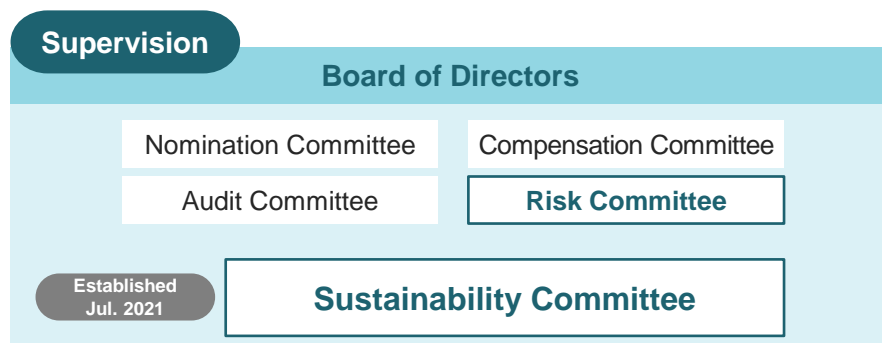 Supervision
Board of Directors
Nomination Committee
Compensation Committee
Audit Committee
Risk Committee
Established
Jul. 2021
Sustainability Committee